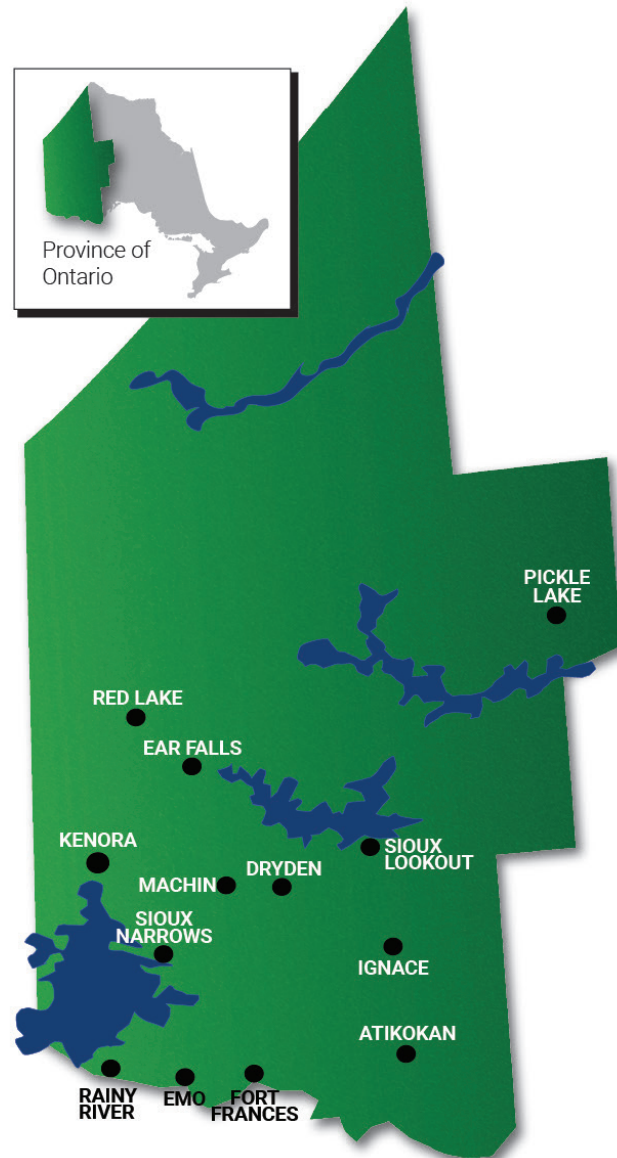 Province of
Ontario
PICKLE
LAKE
RED LAKE
EAR FALLS
KENORA
SIOUX
LOOKOUT
MACHIN
DRYDEN
SIOUX
NARROWS
IGNACE
ATIKOKAN
RAINY
RIVER
EMO
FORT
FRANCES